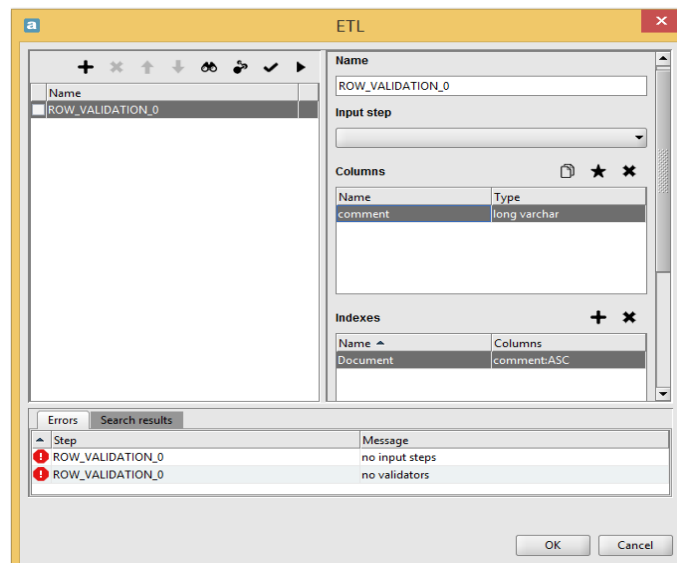 a
ETL
Name
ROW_VALIDATION_0
Name
ROW_VALIDATION_0
Input step
Columns
Name Type
comment long varchar
Indexes
Name Columns
Document comment:ASC
Errors Search results
Step Message
ROW_VALIDATION_0 no input steps
ROW_VALIDATION_0 no validators
OK Cancel